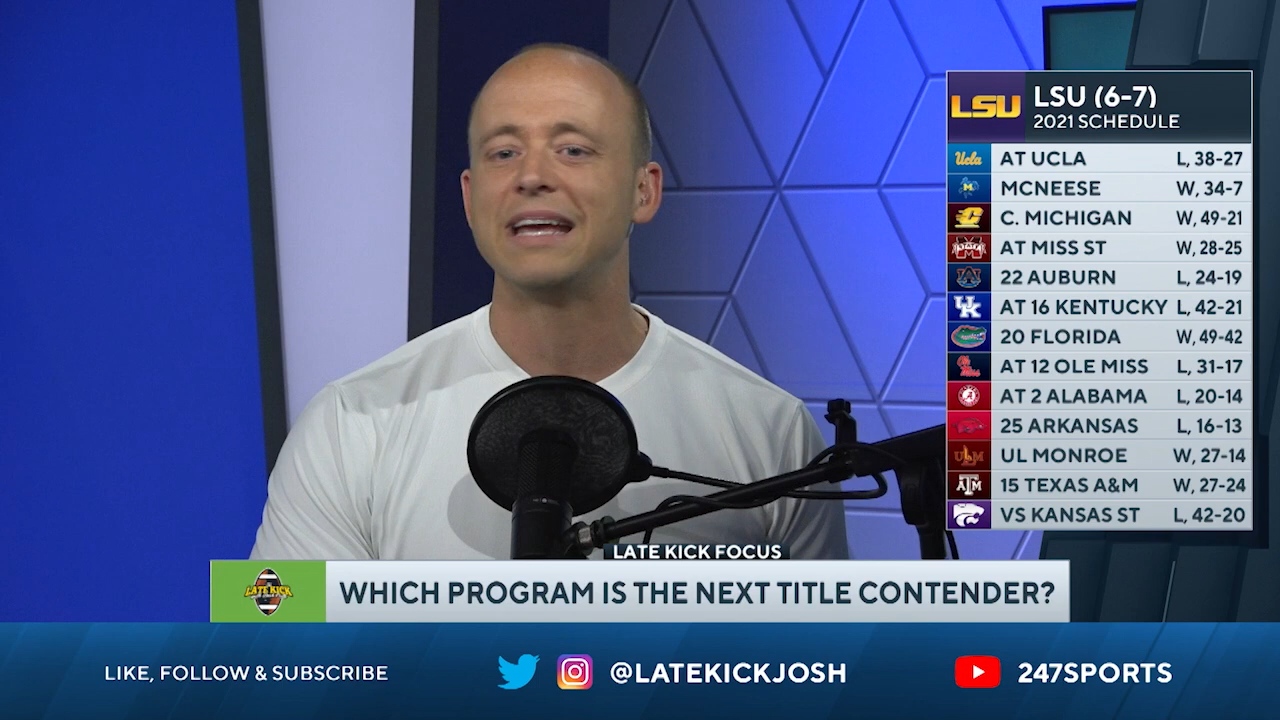 LSU
LSU (6-7)
2021 SCHEDULE
Ucla AT UCLA L, 38-27
M MCNEESE W, 34-7
C C. MICHIGAN W, 49-21
STATE AT MISS ST W, 28-25
AU 22 AUBURN L, 24-19
UK AT 16 KENTUCKY L, 42-21
20 FLORIDA W, 49-42
Ole Miss AT 12 OLE MISS L, 31-17
AT 2 ALABAMA L, 20-14
25 ARKANSAS L, 16-13
ULM UL MONROE W, 27-14
ATM 15 TEXAS A&M W, 27-24
VS KANSAS ST L, 42-20
LATE KICK FOCUS
LATE KICK
WHICH PROGRAM IS THE NEXT TITLE CONTENDER?
LIKE, FOLLOW & SUBSCRIBE
@LATEKICKJOSH
247SPORTS